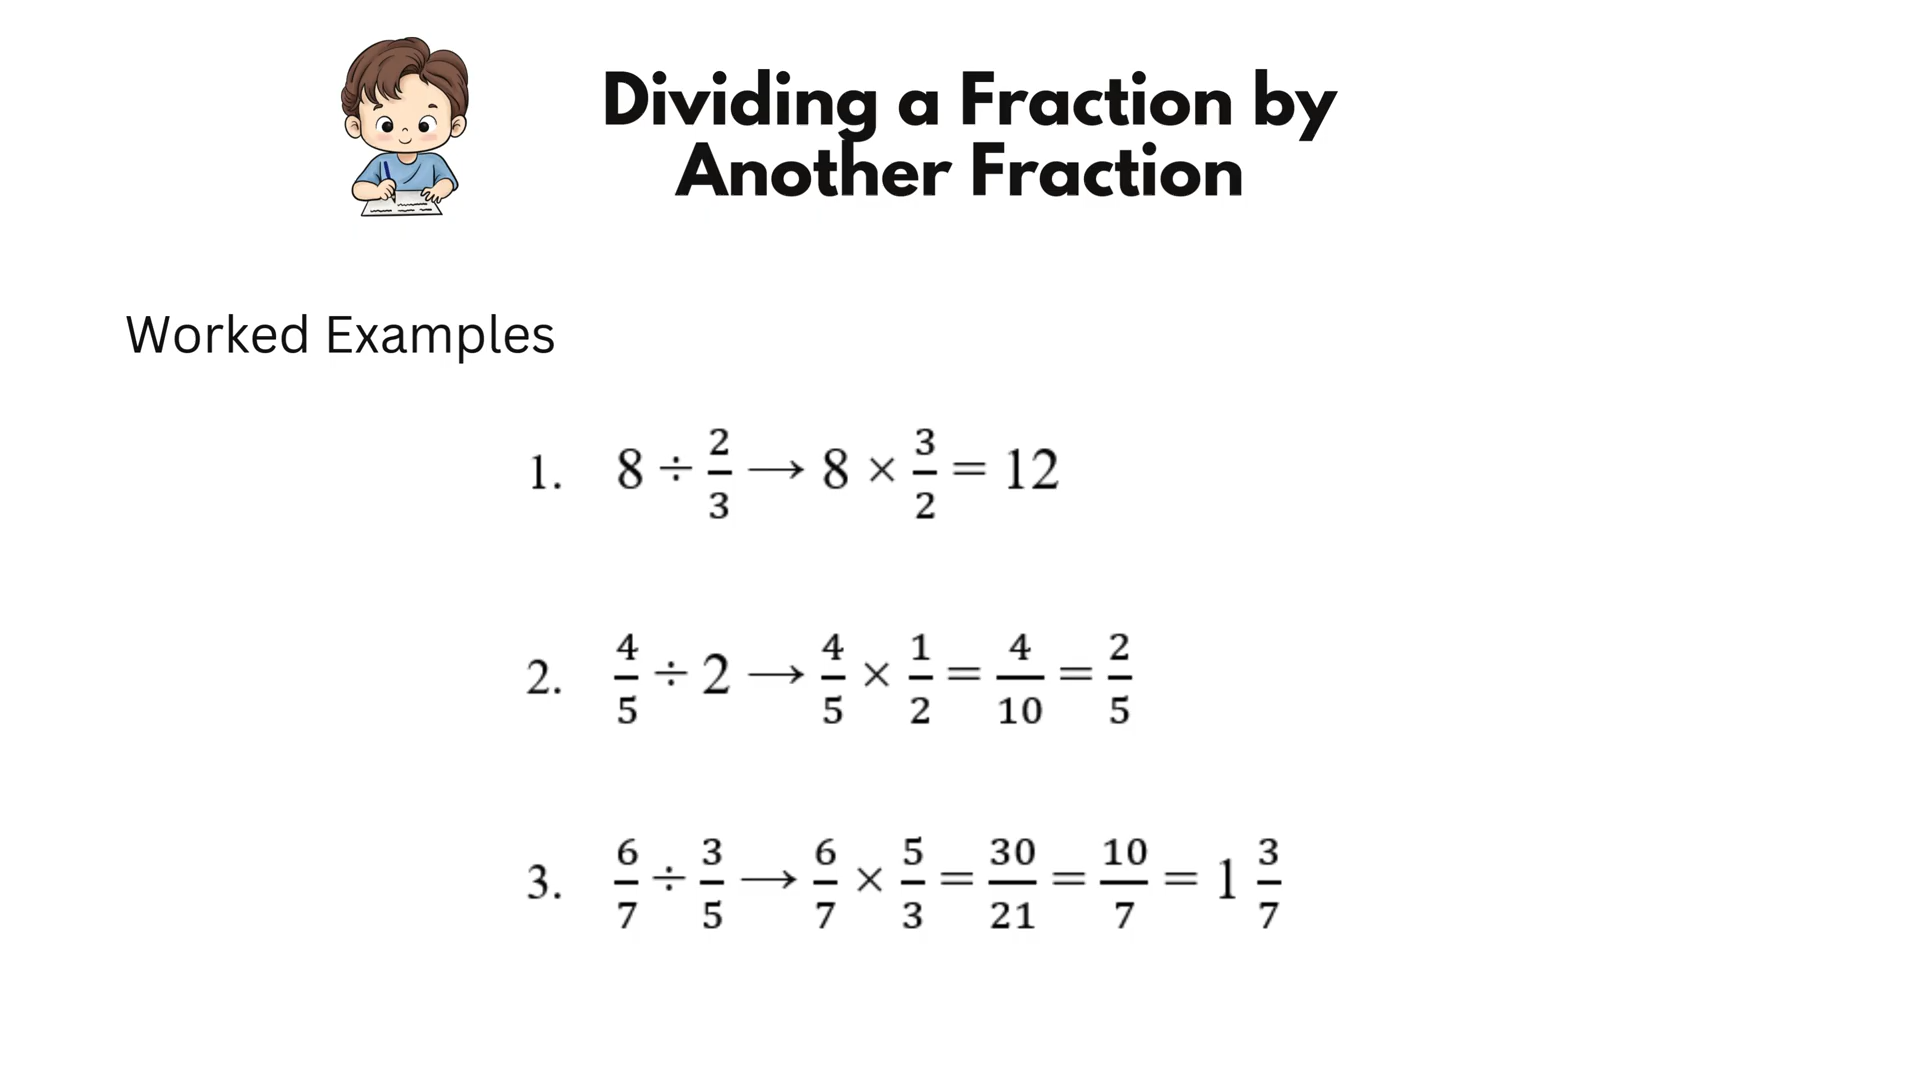 Dividing a Fraction by
Another Fraction
Worked Examples
1. 8 ÷ 2/3 → 8 × 3/2 = 12
2. 4/5 ÷ 2 → 4/5 × 1/2 = 4/10 = 2/5
3. 6/7 ÷ 3/5 → 6/7 × 5/3 = 30/21 = 10/7 = 1 3/7